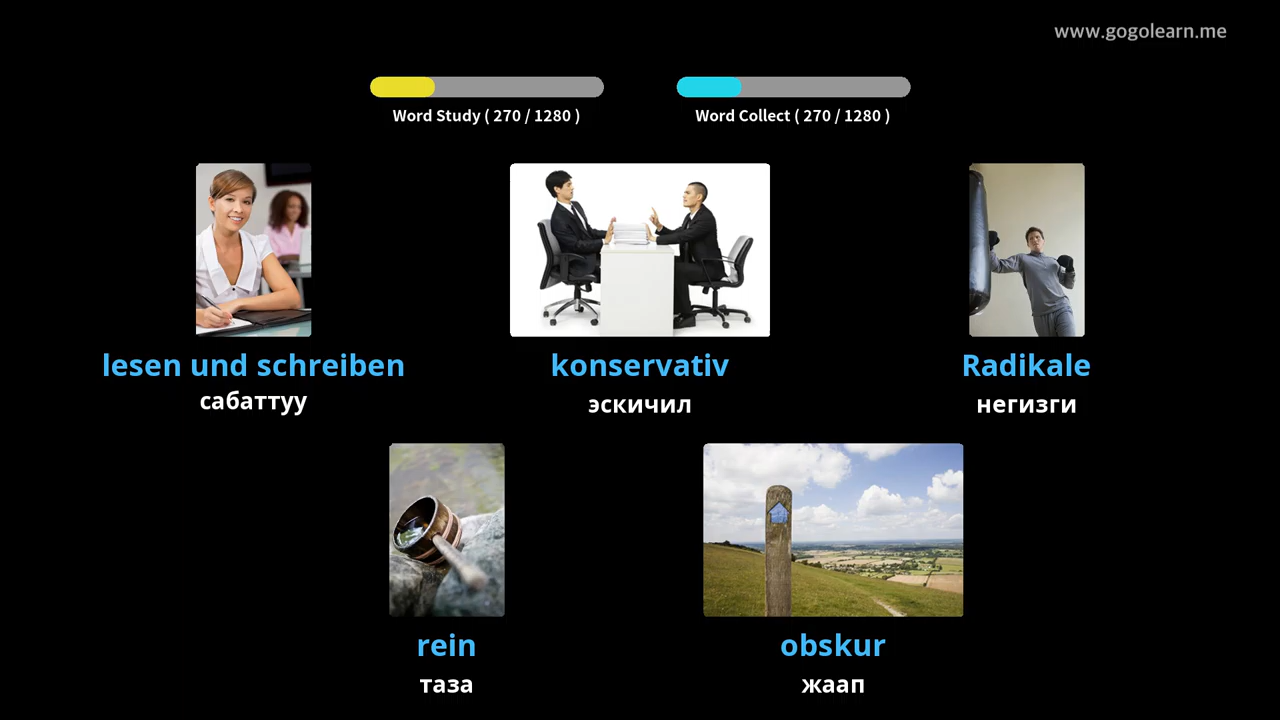 www.gogolearn.me
Word Study ( 270 / 1280 )
Word Collect ( 270 / 1280 )
lesen und schreiben
сабаттуу
konservativ
эскичил
Radikale
негизги
rein
таза
obskur
жаап